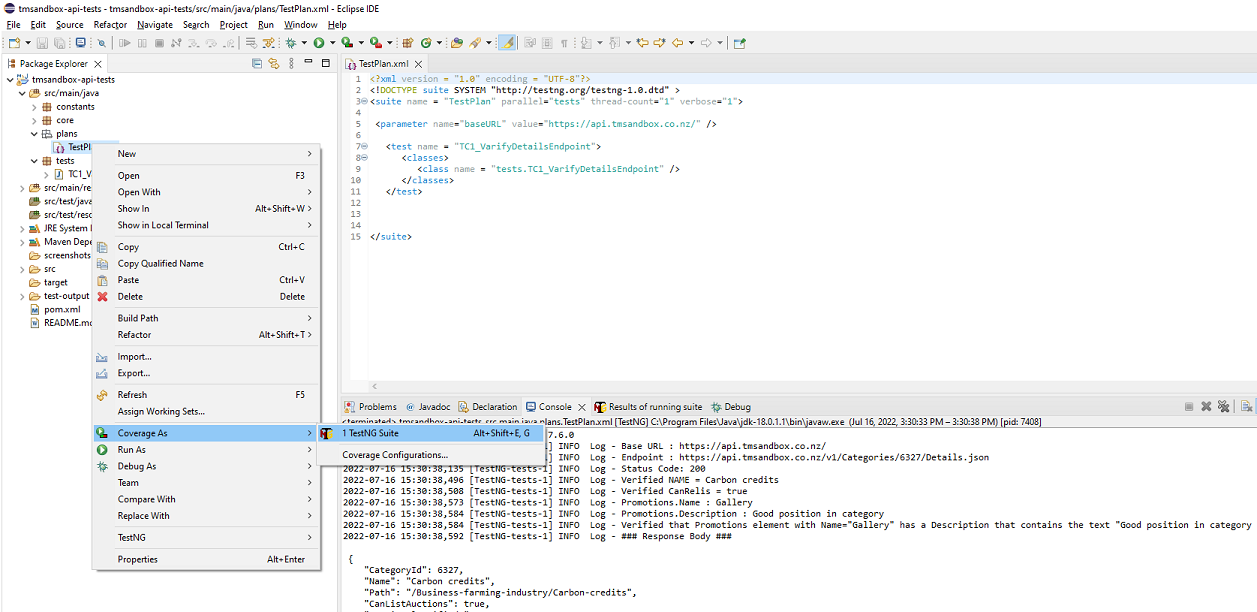 tmsandbox-api-tests - tmsandbox-api-tests/src/main/java/plans/TestPlan.xml - Eclipse IDE
File Edit Source Refactor Navigate Search Project Run Window Help
Package Explorer
tmsandbox-api-tests
src/main/java
constants
core
plans
TestPl
tests
TC1_V
src/main/re
src/test/java
src/test/reso
JRE System
Maven Depe
screenshots
src
target
test-output
pom.xml
README.md
New
Open F3
Open With
Show In Alt+Shift+W
Show in Local Terminal
Copy Ctrl+C
Copy Qualified Name
Paste Ctrl+V
Delete Delete
Build Path
Refactor Alt+Shift+T
Import...
Export...
Refresh F5
Assign Working Sets...
Coverage As
Run As
Debug As
Team
Compare With
Replace With
TestNG
Properties Alt+Enter
1 TestNG Suite Alt+Shift+E, G
Coverage Configurations...
TestPlan.xml
1 <?xml version = "1.0" encoding = "UTF-8"?>
2 <!DOCTYPE suite SYSTEM "http://testng.org/testng-1.0.dtd" >
3 <suite name = "TestPlan" parallel="tests" thread-count="1" verbose="1">
4
5 <parameter name="baseURL" value="https://api.tmsandbox.co.nz/" />
6
7 <test name = "TC1_VarifyDetailsEndpoint">
8 <classes>
9 <class name = "tests.TC1_VarifyDetailsEndpoint" />
10 </classes>
11 </test>
12
13
14
15 </suite>
Problems Javadoc Declaration Console Results of running suite Debug
<terminated> tmsandbox-api-tests src.main.java.plans.TestPlan.xml [TestNG] C:\Program Files\Java\jdk-18.0.1.1\bin\javaw.exe (Jul 16, 2022, 3:30:33 PM – 3:30:38 PM) [pid: 7408]
7.6.0
] INFO Log - Base URL : https://api.tmsandbox.co.nz/
] INFO Log - Endpoint : https://api.tmsandbox.co.nz/v1/Categories/6327/Details.json
2022-07-16 15:30:38,135 [TestNG-tests-1] INFO Log - Status Code: 200
2022-07-16 15:30:38,496 [TestNG-tests-1] INFO Log - Verified NAME = Carbon credits
2022-07-16 15:30:38,508 [TestNG-tests-1] INFO Log - Verified CanRelis = true
2022-07-16 15:30:38,573 [TestNG-tests-1] INFO Log - Promotions.Name : Gallery
2022-07-16 15:30:38,584 [TestNG-tests-1] INFO Log - Promotions.Description : Good position in category
2022-07-16 15:30:38,584 [TestNG-tests-1] INFO Log - Verified that Promotions element with Name="Gallery" has a Description that contains the text "Good position in category
2022-07-16 15:30:38,592 [TestNG-tests-1] INFO Log - ### Response Body ###
{
"CategoryId": 6327,
"Name": "Carbon credits",
"Path": "/Business-farming-industry/Carbon-credits",
"CanListAuctions": true,